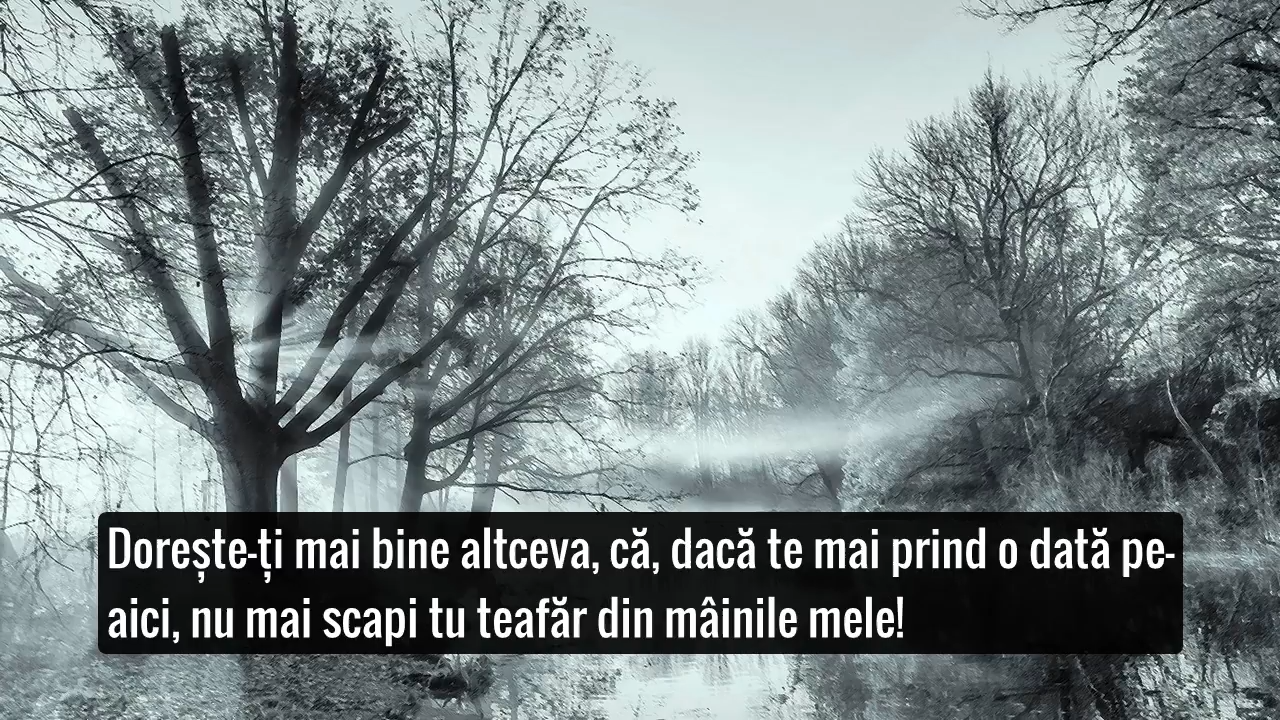 Dorește-ți mai bine altceva, că, dacă te mai prind o dată pe-
aici, nu mai scapi tu teafăr din mâinile mele!